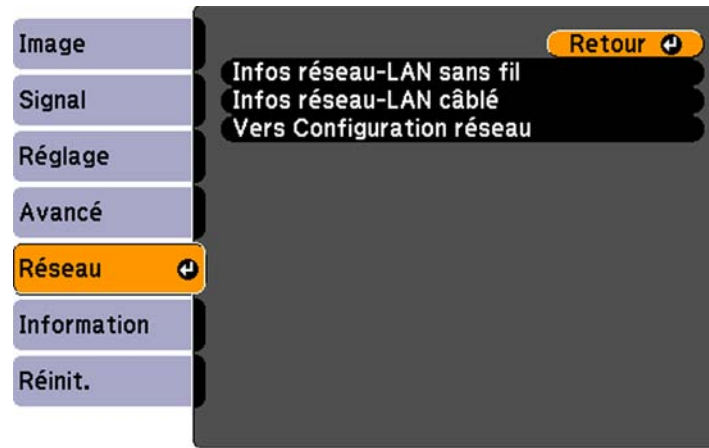 Image
Signal
Réglage
Avancé
Réseau
Information
Réinit.
Retour
Infos réseau-LAN sans fil
Infos réseau-LAN câblé
Vers Configuration réseau